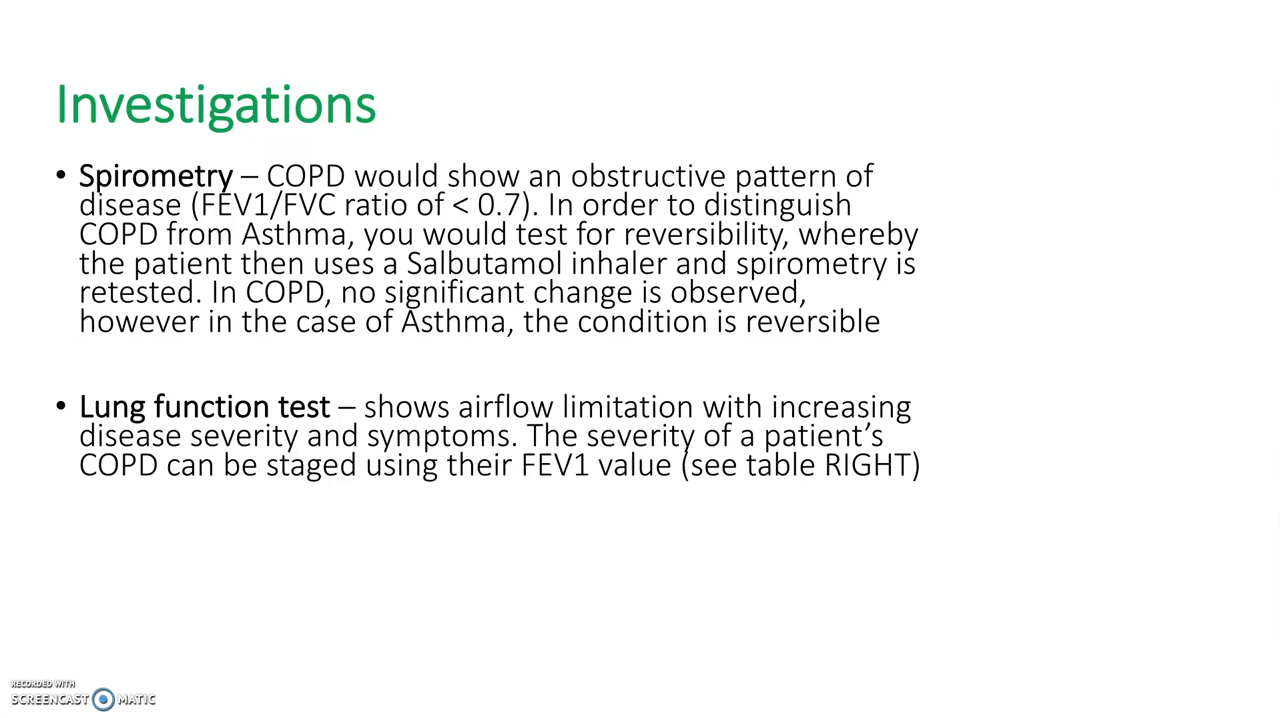 Investigations
• Spirometry – COPD would show an obstructive pattern of
disease (FEV1/FVC ratio of < 0.7). In order to distinguish
COPD from Asthma, you would test for reversibility, whereby
the patient then uses a Salbutamol inhaler and spirometry is
retested. In COPD, no significant change is observed,
however in the case of Asthma, the condition is reversible
• Lung function test – shows airflow limitation with increasing
disease severity and symptoms. The severity of a patient’s
COPD can be staged using their FEV1 value (see table RIGHT)
RECORDED WITH
SCREENCAST MATIC